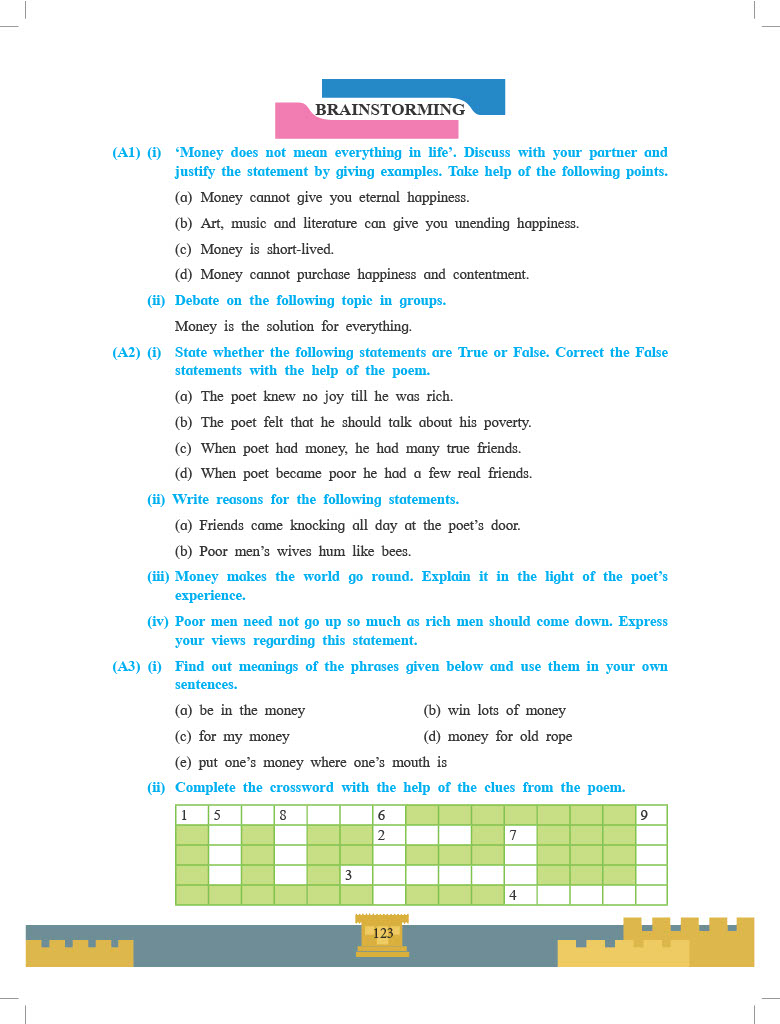 BRAINSTORMING
(A1) (i) ‘Money does not mean everything in life’. Discuss with your partner and
justify the statement by giving examples. Take help of the following points.
(a) Money cannot give you eternal happiness.
(b) Art, music and literature can give you unending happiness.
(c) Money is short-lived.
(d) Money cannot purchase happiness and contentment.
(ii) Debate on the following topic in groups.
Money is the solution for everything.
(A2) (i) State whether the following statements are True or False. Correct the False
statements with the help of the poem.
(a) The poet knew no joy till he was rich.
(b) The poet felt that he should talk about his poverty.
(c) When poet had money, he had many true friends.
(d) When poet became poor he had a few real friends.
(ii) Write reasons for the following statements.
(a) Friends came knocking all day at the poet’s door.
(b) Poor men’s wives hum like bees.
(iii) Money makes the world go round. Explain it in the light of the poet’s
experience.
(iv) Poor men need not go up so much as rich men should come down. Express
your views regarding this statement.
(A3) (i) Find out meanings of the phrases given below and use them in your own
sentences.
(a) be in the money (b) win lots of money
(c) for my money (d) money for old rope
(e) put one’s money where one’s mouth is
(ii) Complete the crossword with the help of the clues from the poem.
1 5 8 6 9
2 7
3
4
123